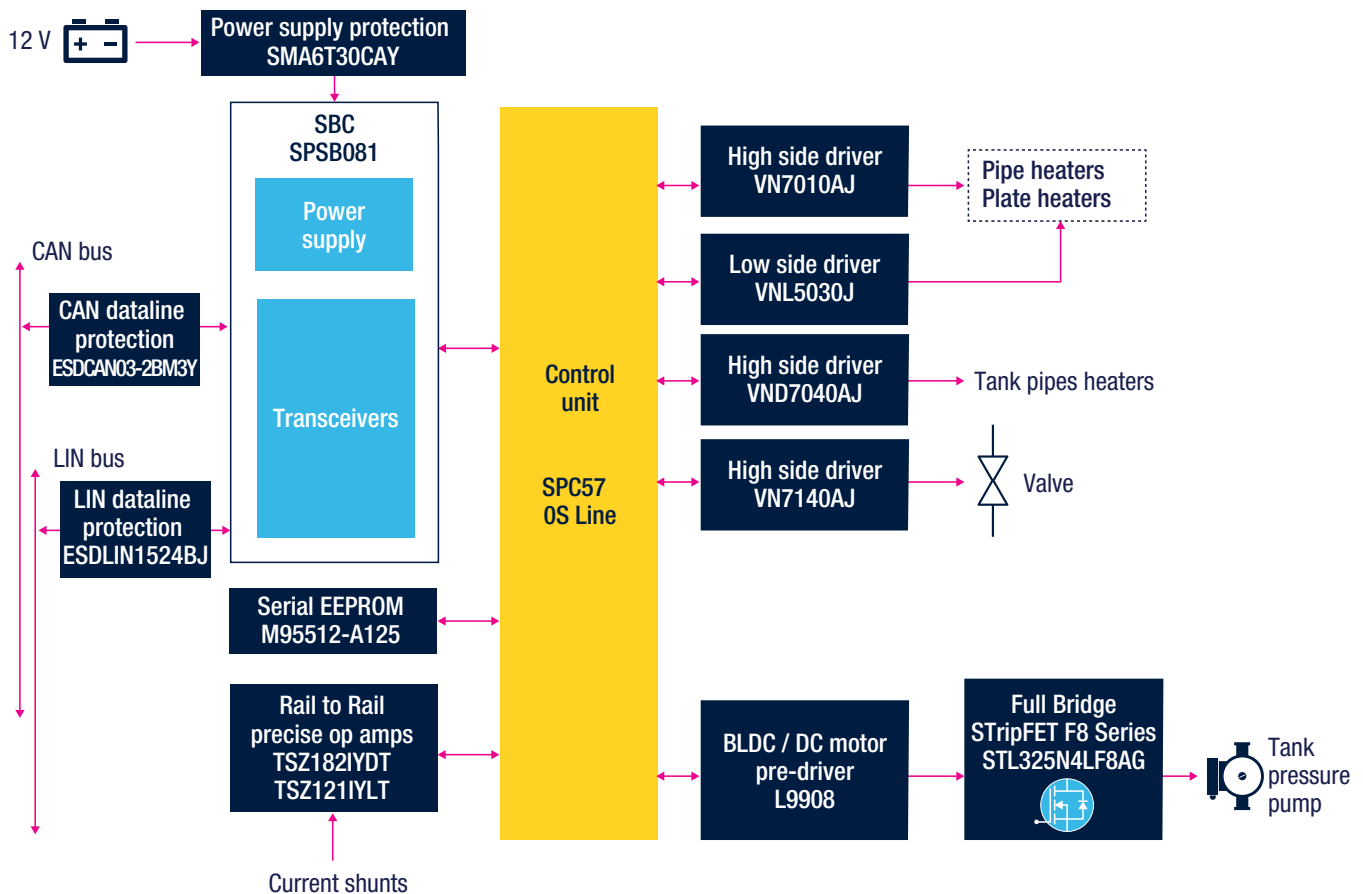 12 V
+ −
Power supply protection
SMA6T30CAY
SBC
SPSB081
Power
supply
Transceivers
CAN bus
CAN dataline
protection
ESDCAN03-2BM3Y
LIN bus
LIN dataline
protection
ESDLIN1524BJ
Serial EEPROM
M95512-A125
Rail to Rail
precise op amps
TSZ182IYDT
TSZ121IYLT
Current shunts
Control
unit
SPC57
0S Line
High side driver
VN7010AJ
Pipe heaters
Plate heaters
Low side driver
VNL5030J
High side driver
VND7040AJ
Tank pipes heaters
High side driver
VN7140AJ
Valve
BLDC / DC motor
pre-driver
L9908
Full Bridge
STripFET F8 Series
STL325N4LF8AG
Tank
pressure
pump